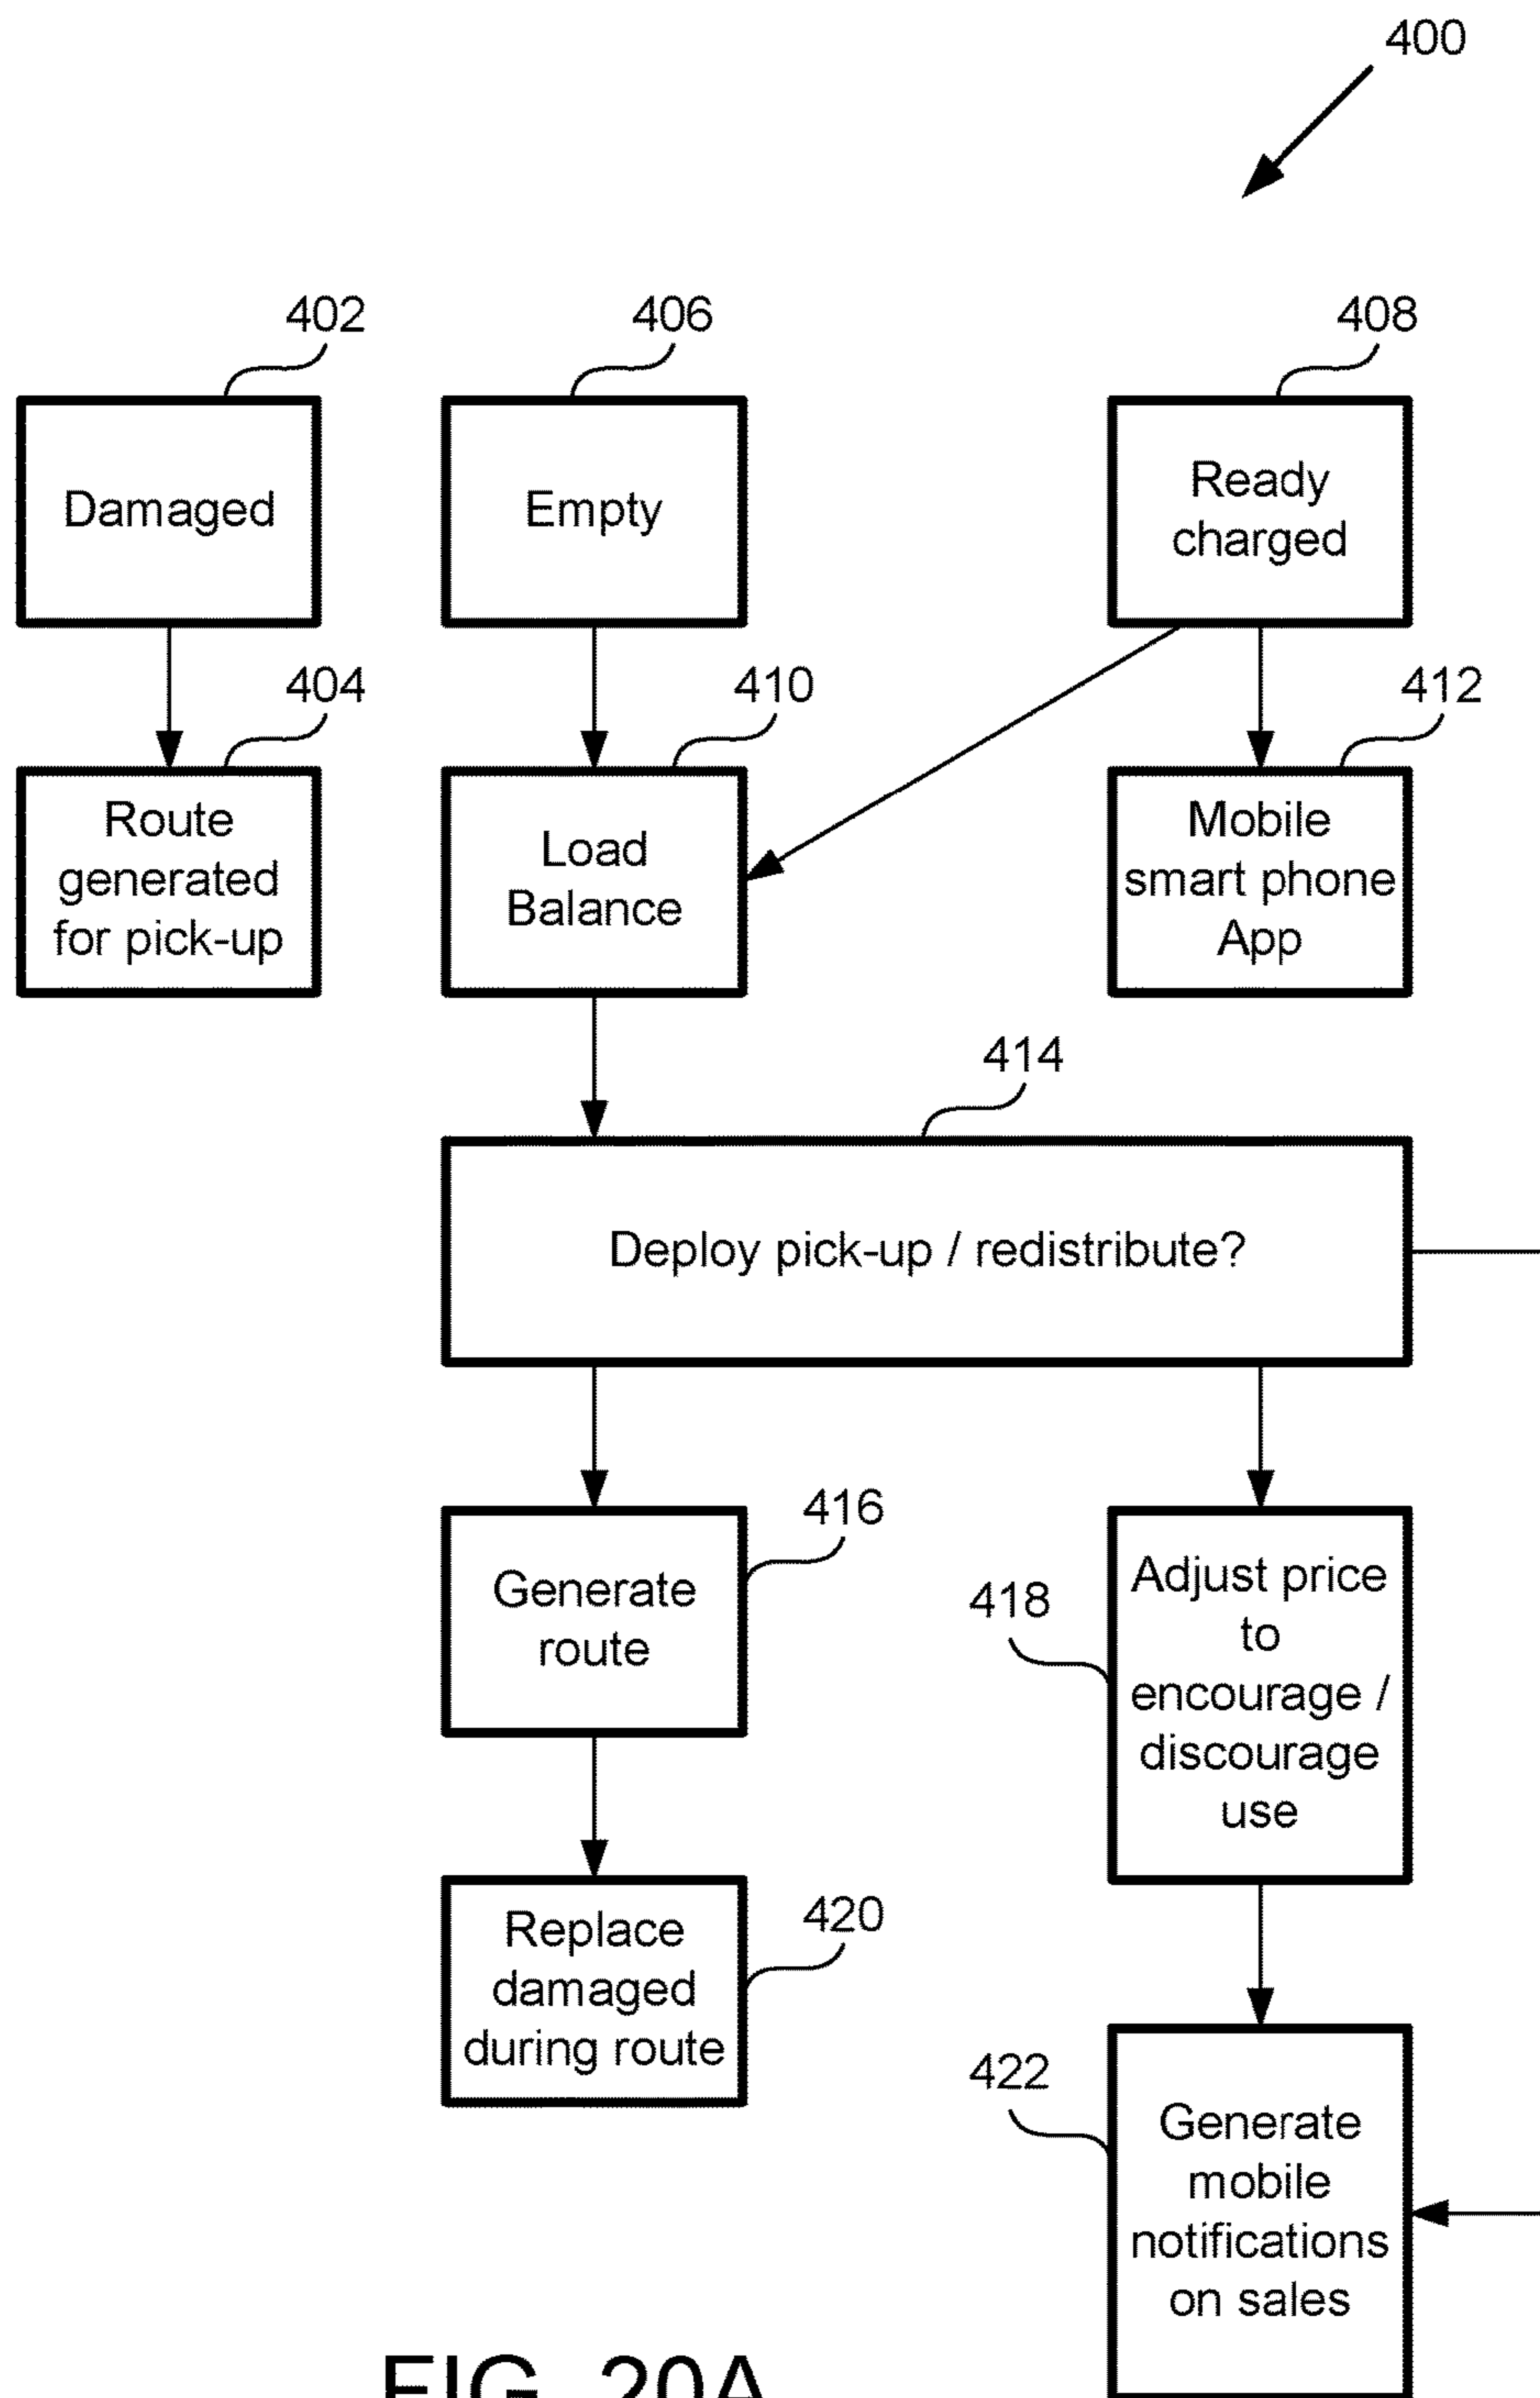 400
402
406
408
Damaged
Empty
Ready
charged
404
410
412
Route
generated
for pick-up
Load
Balance
Mobile
smart phone
App
414
Deploy pick-up / redistribute?
416
Generate
route
418
Adjust price
to
encourage /
discourage
use
420
Replace
damaged
during route
422
Generate
mobile
notifications
on sales
FIG. 20A